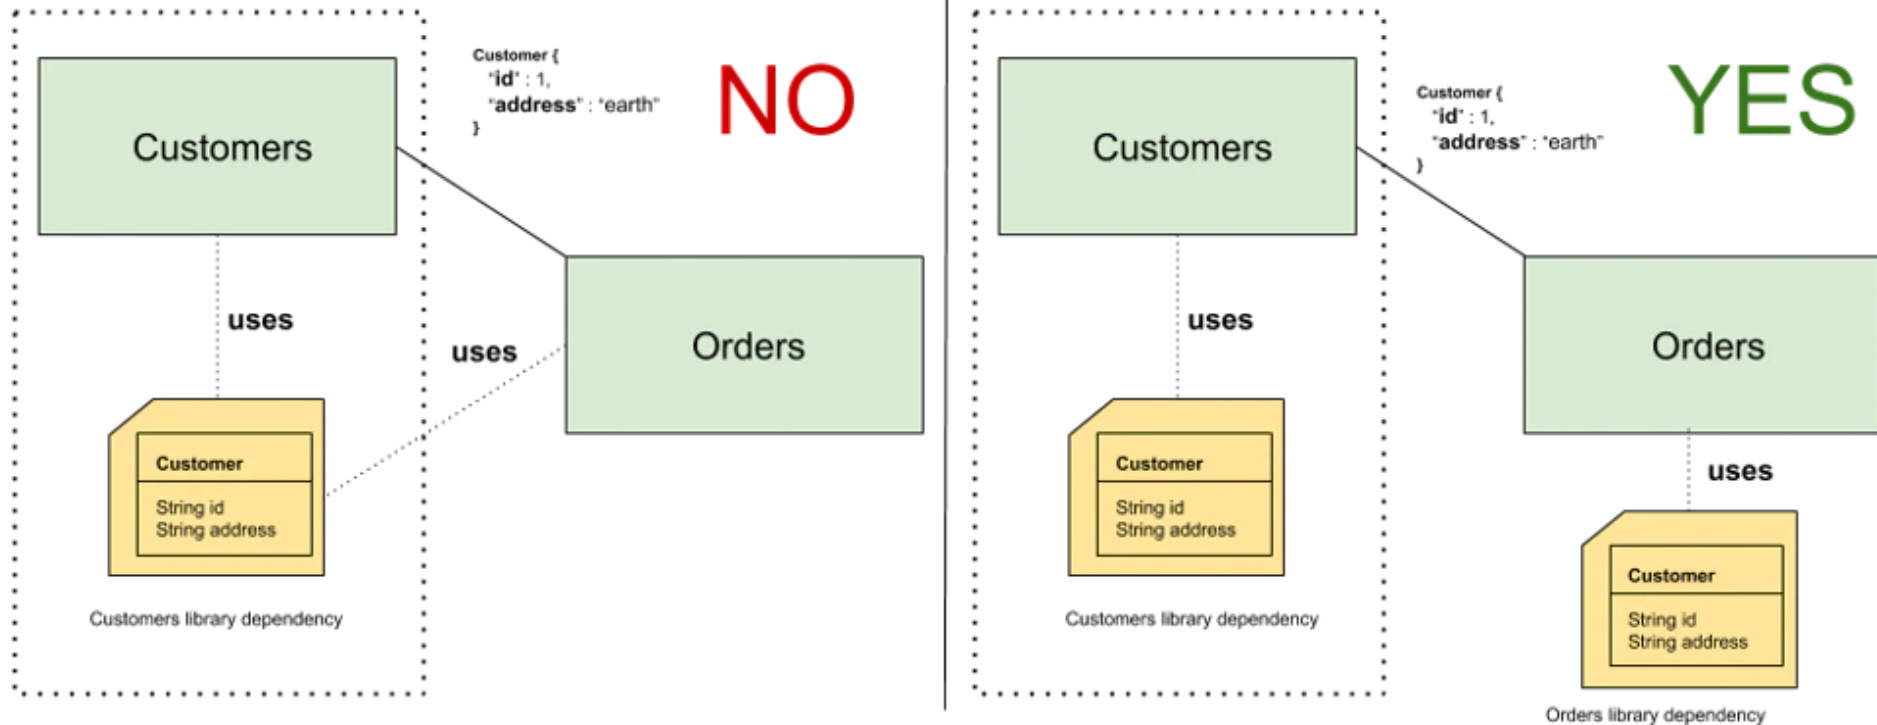 Customer {
"id" : 1,
"address" : "earth"
}
NO
Customers
uses
uses
Orders
Customer
String id
String address
Customers library dependency
Customer {
"id" : 1,
"address" : "earth"
}
YES
Customers
uses
Orders
uses
Customer
String id
String address
Customers library dependency
Customer
String id
String address
Orders library dependency